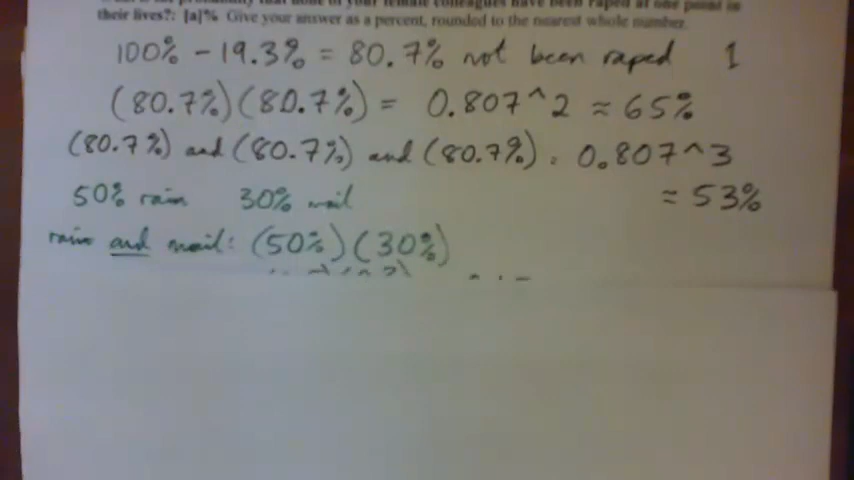 their lives?: [a]% Give your answer as a percent, rounded to the nearest whole number.
100% - 19.3% = 80.7% not been raped 1
(80.7%)(80.7%) = 0.807^2 ≈ 65%
(80.7%) and (80.7%) and (80.7%) = 0.807^3
≈ 53%
50% rain 30% mail
rain and mail: (50%)(30%)